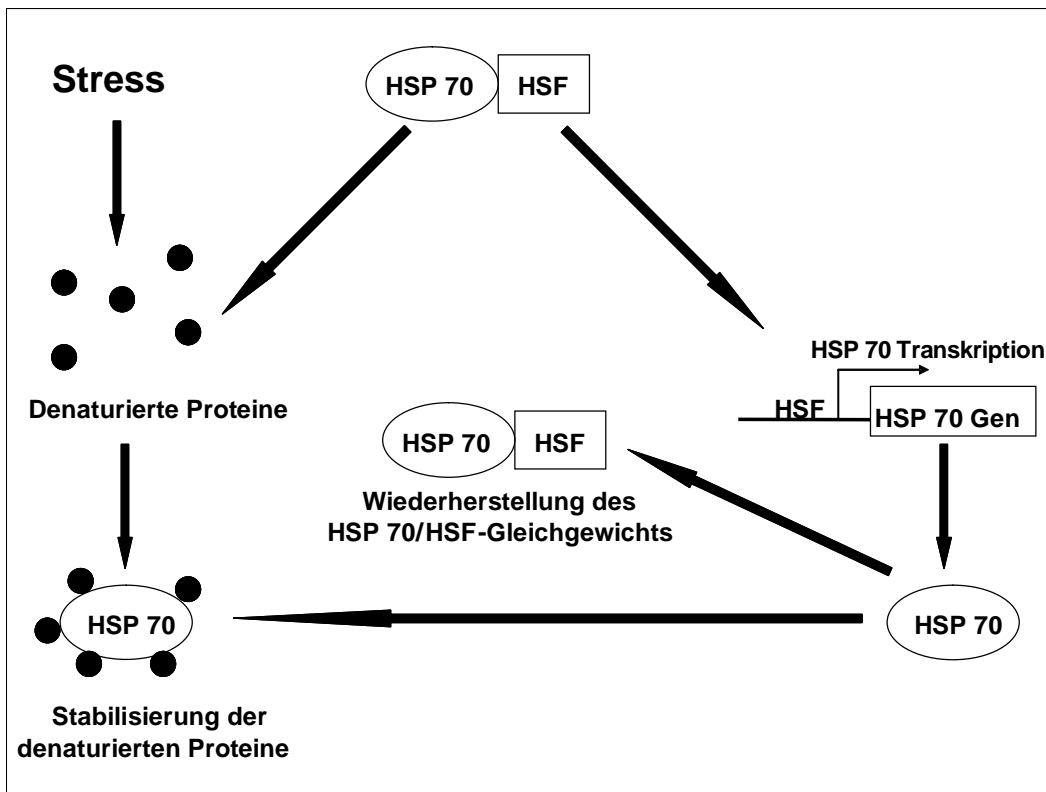 Stress
HSP 70 HSF
HSP 70 Transkription
HSF
HSP 70 Gen
Denaturierte Proteine
HSP 70 HSF
Wiederherstellung des
HSP 70/HSF-Gleichgewichts
HSP 70
HSP 70
Stabilisierung der
denaturierten Proteine